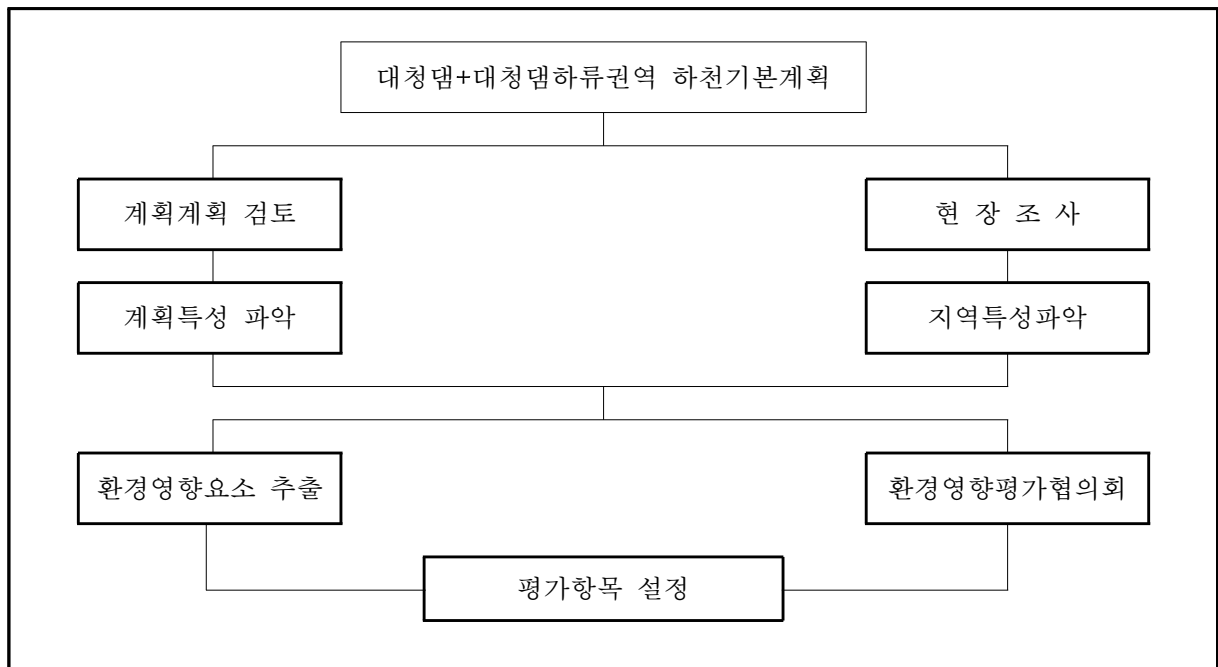 대청댐+대청댐하류권역 하천기본계획
계획계획 검토
현 장 조 사
계획특성 파악
지역특성파악
환경영향요소 추출
환경영향평가협의회
평가항목 설정